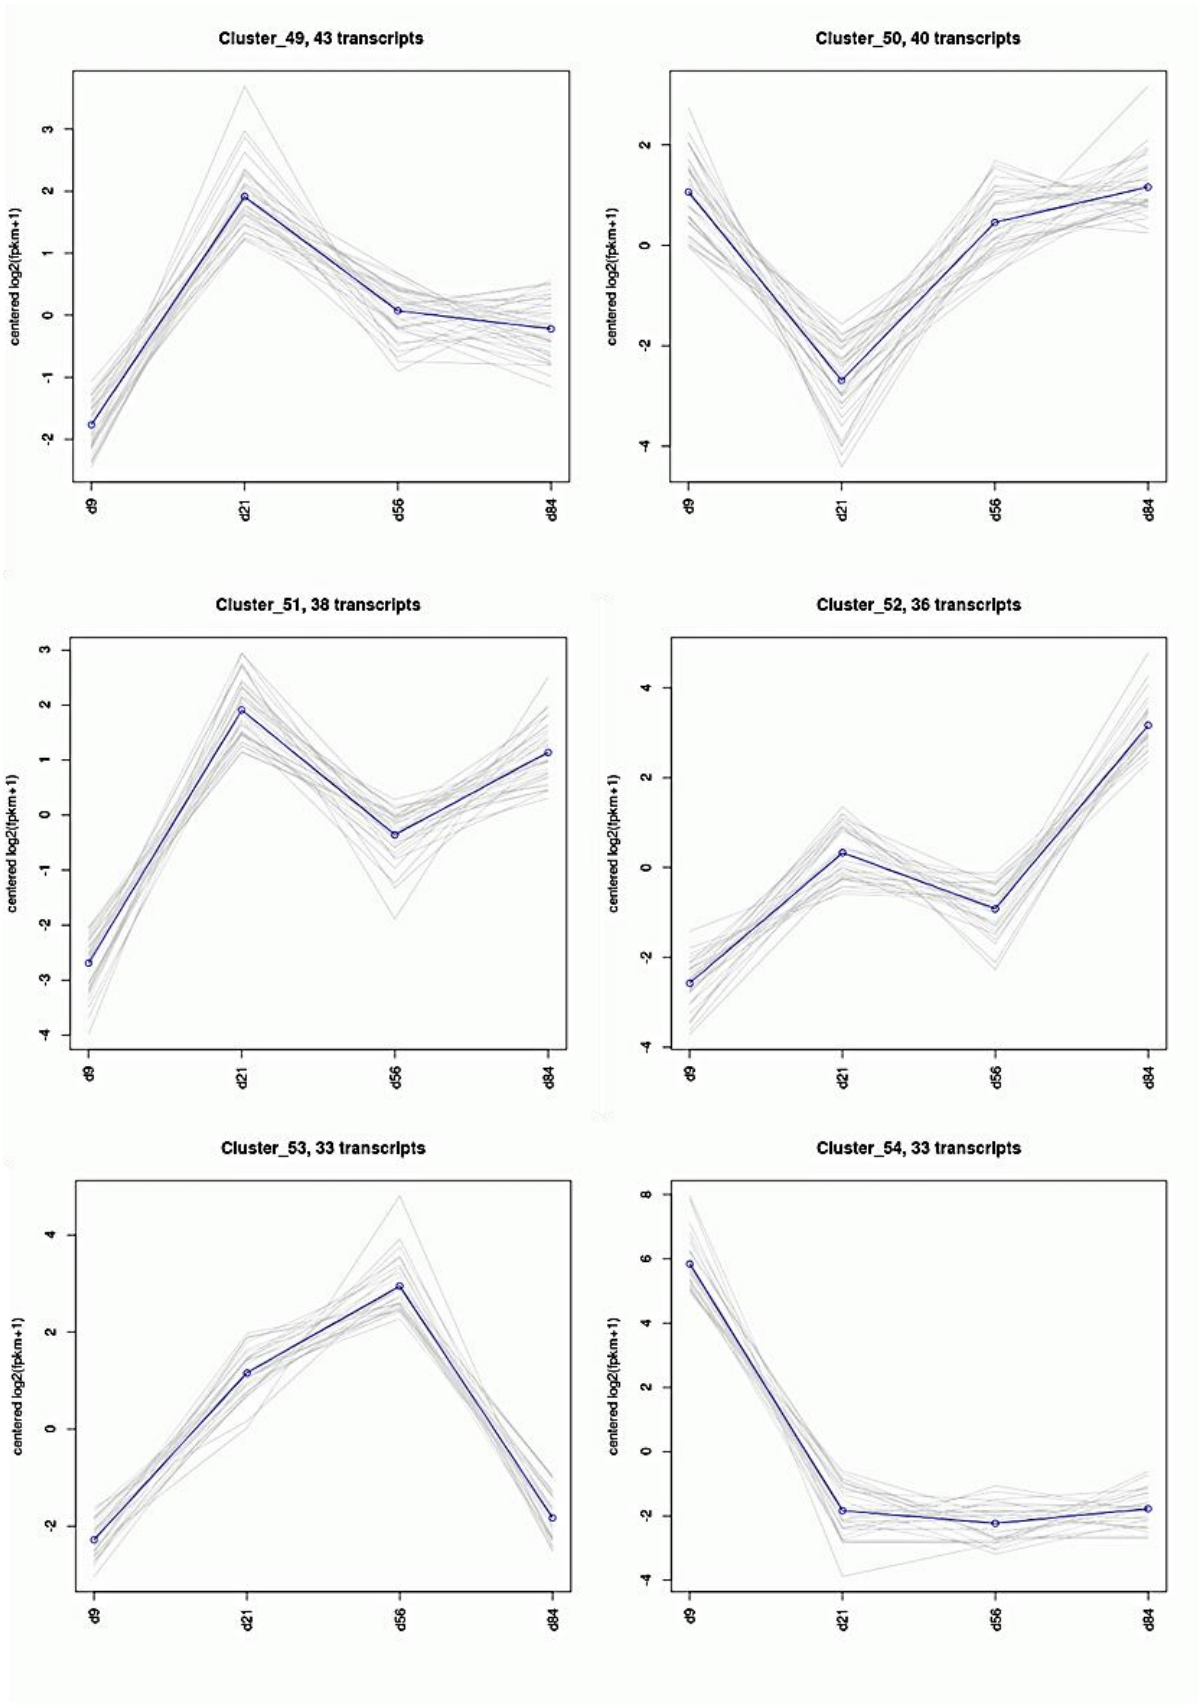 Cluster_49, 43 transcripts
centered log2(fpkm+1)
3
2
1
0
-1
-2
d9 d21 d56 d84
Cluster_50, 40 transcripts
centered log2(fpkm+1)
2
0
-2
-4
d9 d21 d56 d84
Cluster_51, 38 transcripts
centered log2(fpkm+1)
3
2
1
0
-1
-2
-3
-4
d9 d21 d56 d84
Cluster_52, 36 transcripts
centered log2(fpkm+1)
4
2
0
-2
-4
d9 d21 d56 d84
Cluster_53, 33 transcripts
centered log2(fpkm+1)
4
2
0
-2
d9 d21 d56 d84
Cluster_54, 33 transcripts
centered log2(fpkm+1)
8
6
4
2
0
-2
-4
d9 d21 d56 d84